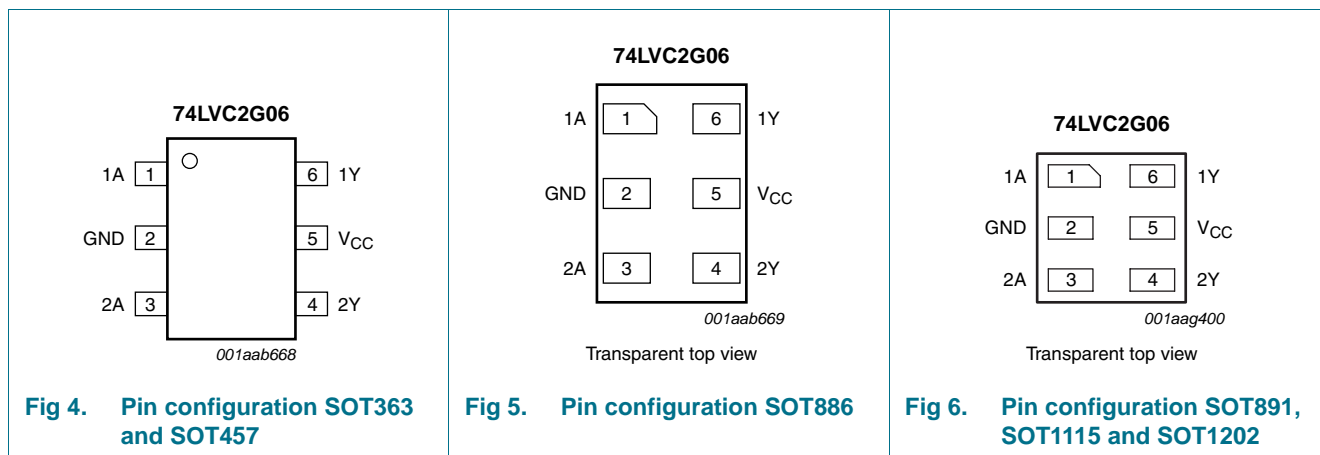 74LVC2G06
1A 1 6 1Y
GND 2 5 VCC
2A 3 4 2Y
001aab668
Fig 4. Pin configuration SOT363
and SOT457
74LVC2G06
1A 1 6 1Y
GND 2 5 VCC
2A 3 4 2Y
001aab669
Transparent top view
Fig 5. Pin configuration SOT886
74LVC2G06
1A 1 6 1Y
GND 2 5 VCC
2A 3 4 2Y
001aag400
Transparent top view
Fig 6. Pin configuration SOT891,
SOT1115 and SOT1202